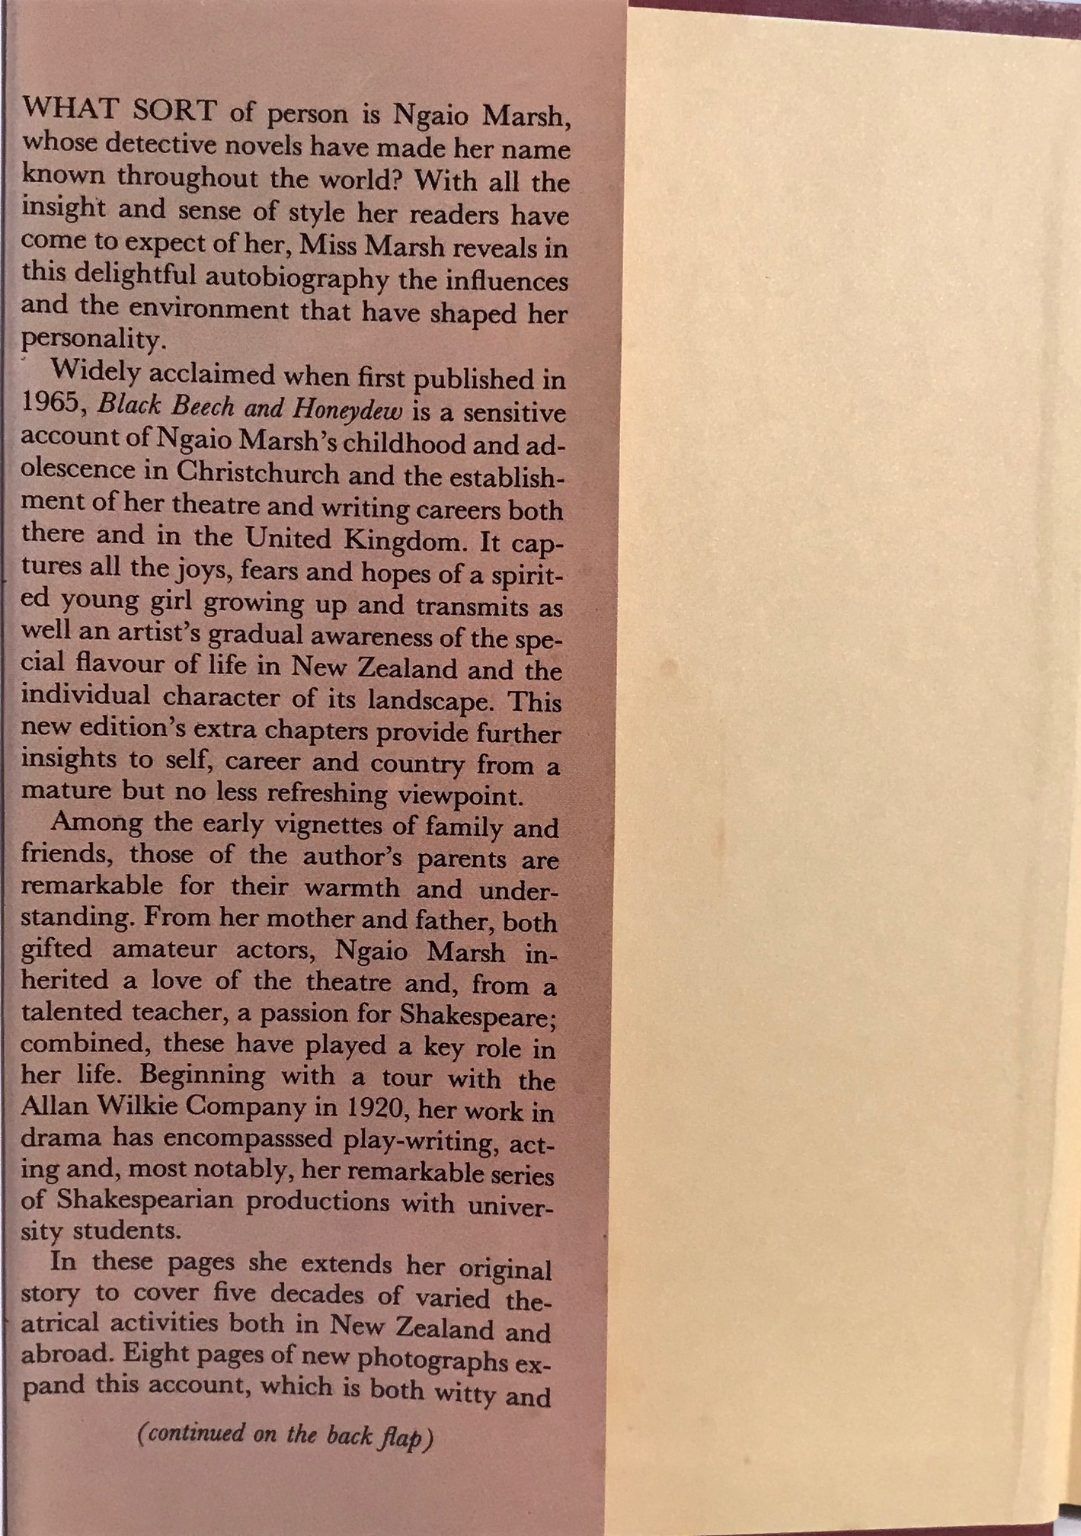 WHAT SORT of person is Ngaio Marsh,
whose detective novels have made her name
known throughout the world? With all the
insight and sense of style her readers have
come to expect of her, Miss Marsh reveals in
this delightful autobiography the influences
and the environment that have shaped her
personality.
Widely acclaimed when first published in
1965, Black Beech and Honeydew is a sensitive
account of Ngaio Marsh's childhood and ad-
olescence in Christchurch and the establish-
ment of her theatre and writing careers both
there and in the United Kingdom. It cap-
tures all the joys, fears and hopes of a spirit-
ed young girl growing up and transmits as
well an artist's gradual awareness of the spe-
cial flavour of life in New Zealand and the
individual character of its landscape. This
new edition's extra chapters provide further
insights to self, career and country from a
mature but no less refreshing viewpoint.
Among the early vignettes of family and
friends, those of the author's parents are
remarkable for their warmth and under-
standing. From her mother and father, both
gifted amateur actors, Ngaio Marsh in-
herited a love of the theatre and, from a
talented teacher, a passion for Shakespeare;
combined, these have played a key role in
her life. Beginning with a tour with the
Allan Wilkie Company in 1920, her work in
drama has encompasssed play-writing, act-
ing and, most notably, her remarkable series
of Shakespearian productions with univer-
sity students.
In these pages she extends her original
story to cover five decades of varied the-
atrical activities both in New Zealand and
abroad. Eight pages of new photographs ex-
pand this account, which is both witty and
(continued on the back flap)